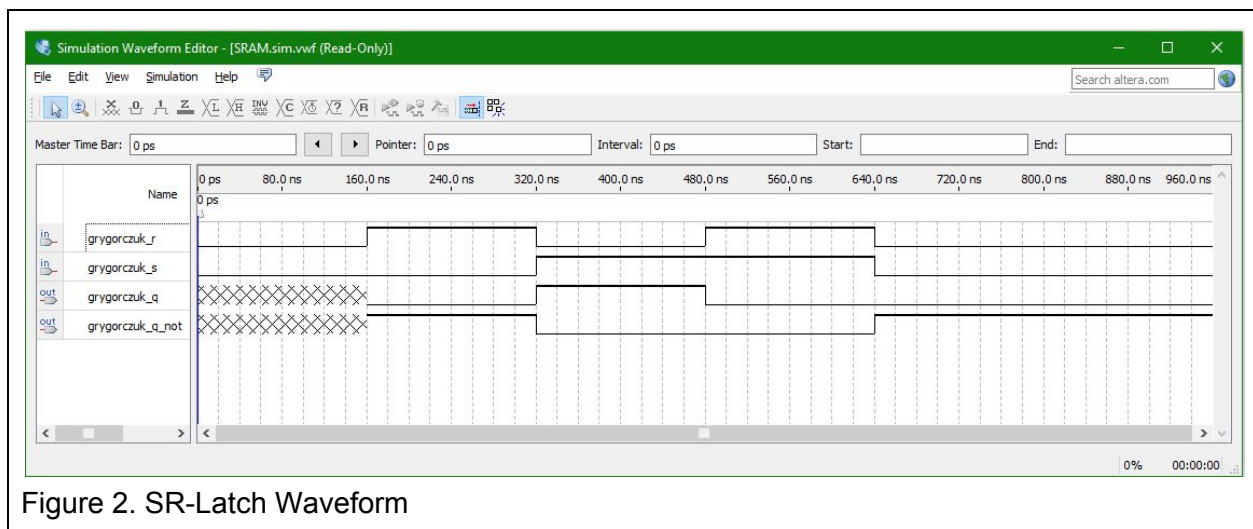 Simulation Waveform Editor - [SRAM.sim.vwf (Read-Only)]
File Edit View Simulation Help
Search altera.com
Master Time Bar: 0 ps Pointer: 0 ps Interval: 0 ps Start: End:
Name
0 ps 80.0 ns 160.0 ns 240.0 ns 320.0 ns 400.0 ns 480.0 ns 560.0 ns 640.0 ns 720.0 ns 800.0 ns 880.0 ns 960.0 ns
0 ps
in grygorczuk_r
in grygorczuk_s
out grygorczuk_q
out grygorczuk_q_not
0% 00:00:00
Figure 2. SR-Latch Waveform